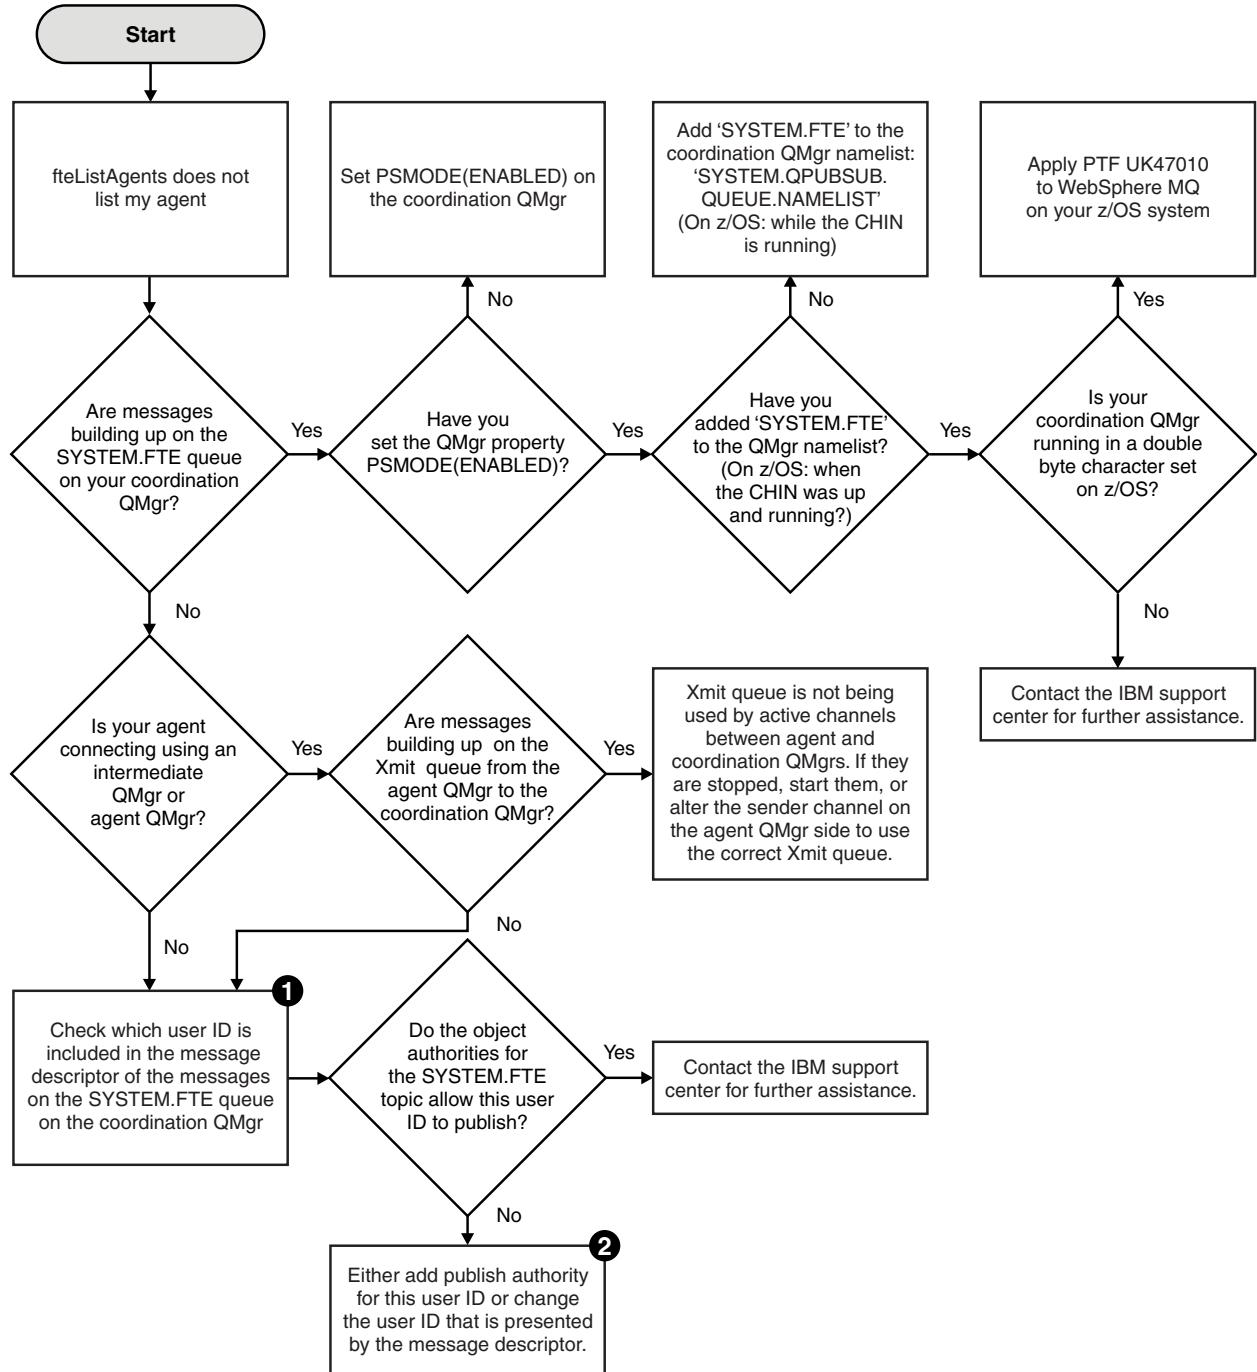 Start
fteListAgents does not
list my agent
Set PSMODE(ENABLED) on
the coordination QMgr
Add ‘SYSTEM.FTE’ to the
coordination QMgr namelist:
‘SYSTEM.QPUBSUB.
QUEUE.NAMELIST’
(On z/OS: while the CHIN
is running)
Apply PTF UK47010
to WebSphere MQ
on your z/OS system
No
No
Yes
Are messages
building up on the
SYSTEM.FTE queue
on your coordination
QMgr?
Yes
Have you
set the QMgr property
PSMODE(ENABLED)?
Yes
Have you
added ‘SYSTEM.FTE’
to the QMgr namelist?
(On z/OS: when
the CHIN was up
and running?)
Yes
Is your
coordination QMgr
running in a double
byte character set
on z/OS?
No
No
Is your agent
connecting using an
intermediate
QMgr or
agent QMgr?
Yes
Are messages
building up on the
Xmit queue from the
agent QMgr to the
coordination QMgr?
Yes
Xmit queue is not being
used by active channels
between agent and
coordination QMgrs. If they
are stopped, start them, or
alter the sender channel on
the agent QMgr side to use
the correct Xmit queue.
Contact the IBM support
center for further assistance.
No
No
1
Check which user ID is
included in the message
descriptor of the messages
on the SYSTEM.FTE queue
on the coordination QMgr
Do the object
authorities for
the SYSTEM.FTE
topic allow this user
ID to publish?
Yes
Contact the IBM support
center for further assistance.
No
2
Either add publish authority
for this user ID or change
the user ID that is presented
by the message descriptor.